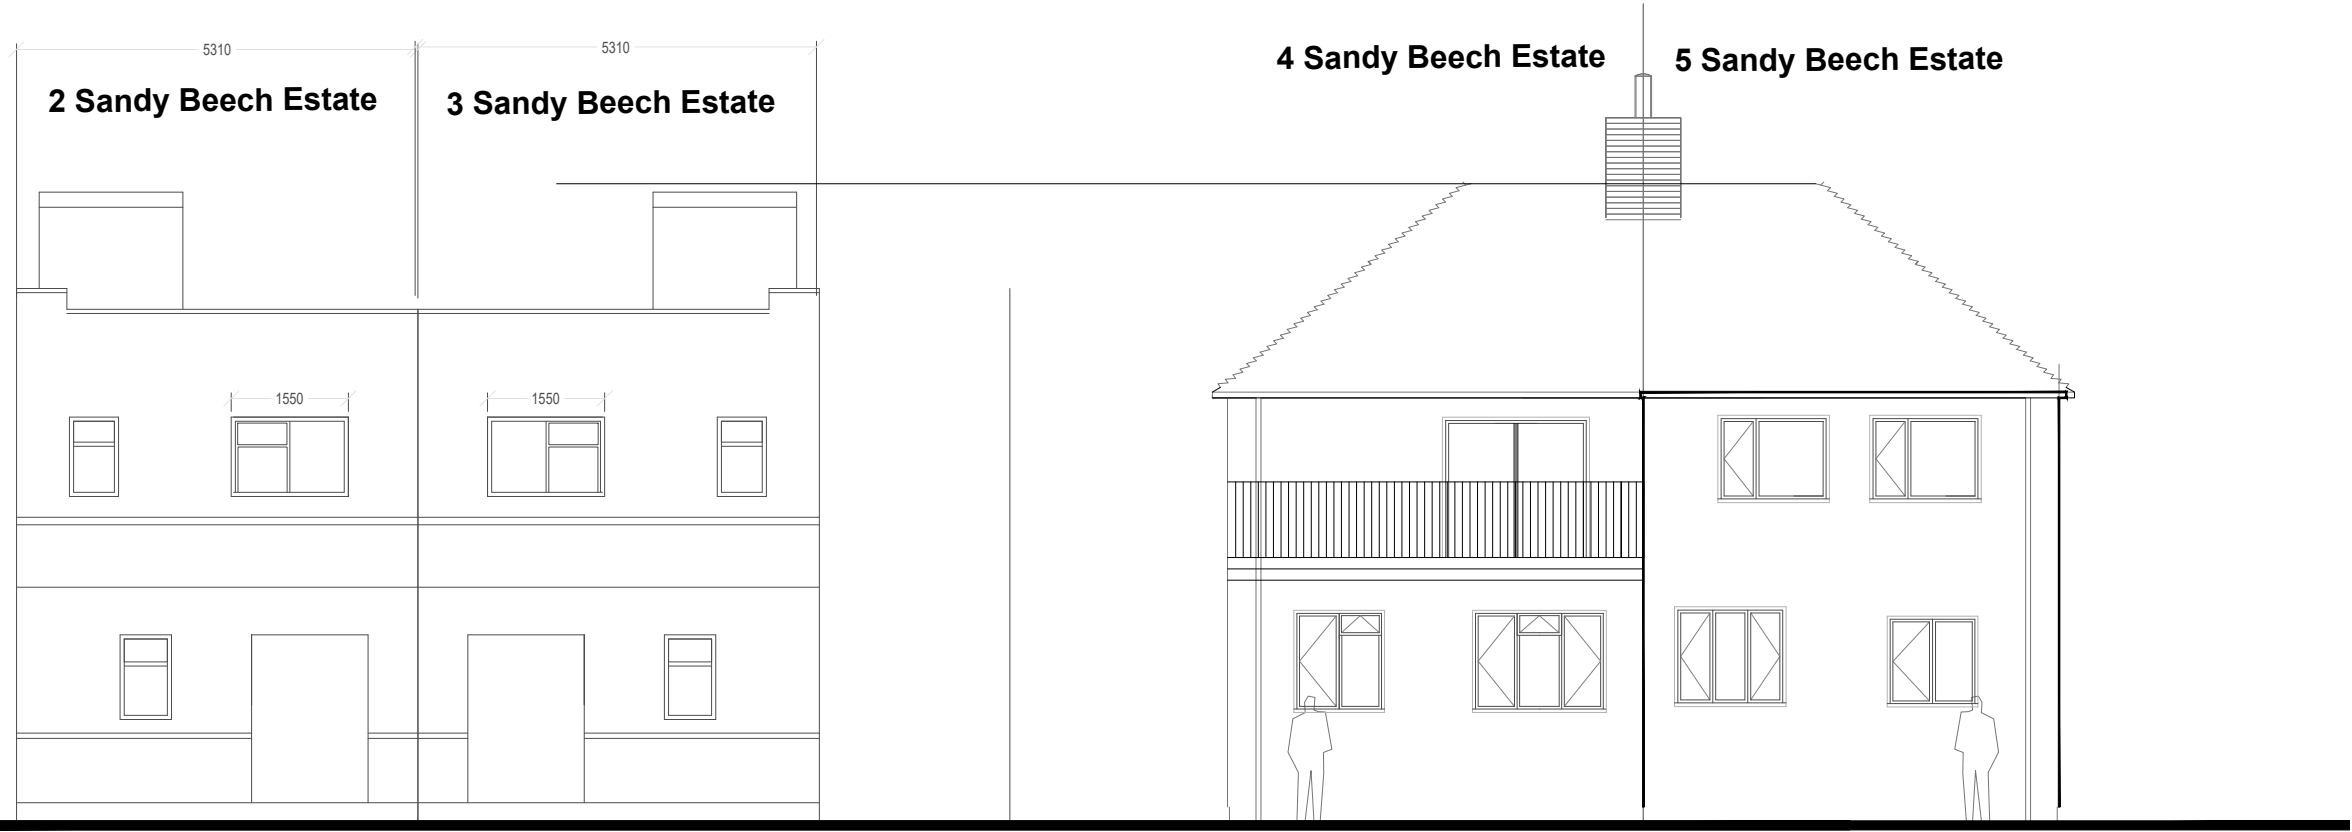 5310
5310
4 Sandy Beech Estate
5 Sandy Beech Estate
2 Sandy Beech Estate
3 Sandy Beech Estate
1550
1550